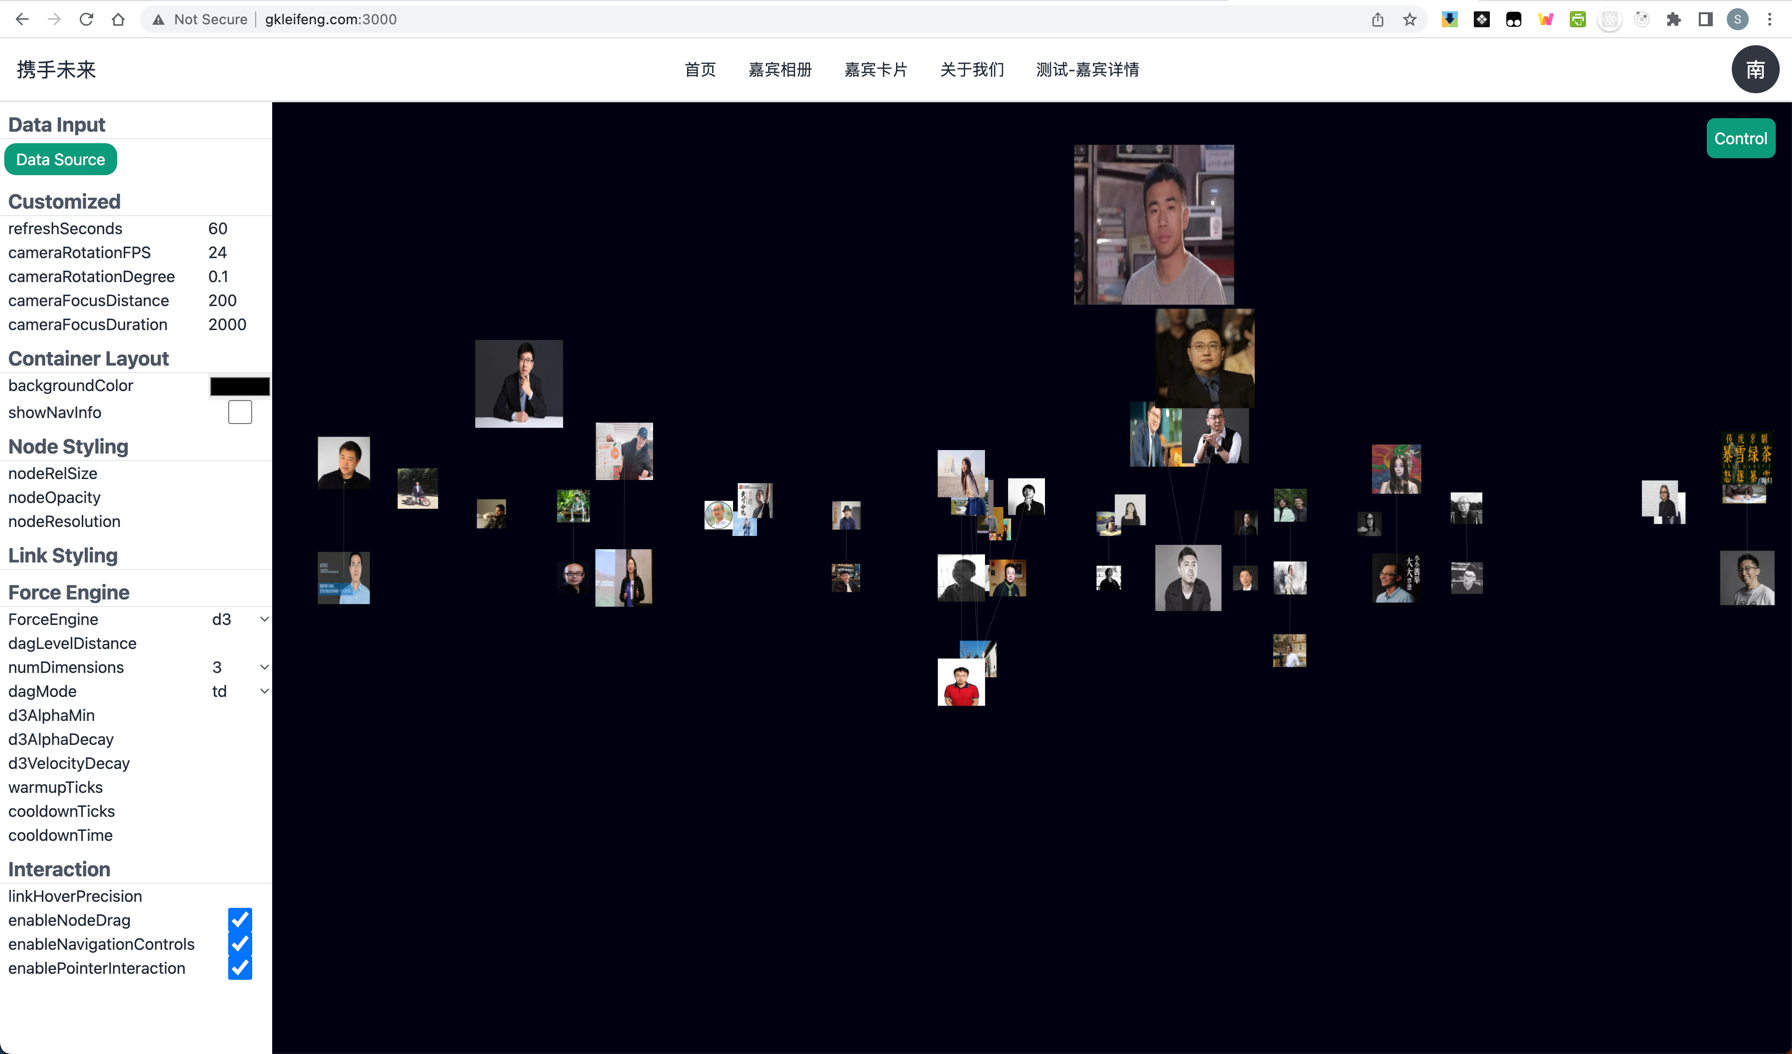 Not Secure | gkleifeng.com:3000
S
携手未来
首页 嘉宾相册 嘉宾卡片 关于我们 测试-嘉宾详情
南
Data Input
Data Source
Control
Customized
refreshSeconds 60
cameraRotationFPS 24
cameraRotationDegree 0.1
cameraFocusDistance 200
cameraFocusDuration 2000
Container Layout
backgroundColor
showNavInfo
Node Styling
nodeRelSize
nodeOpacity
nodeResolution
Link Styling
Force Engine
ForceEngine d3
dagLevelDistance
numDimensions 3
dagMode td
d3AlphaMin
d3AlphaDecay
d3VelocityDecay
warmupTicks
cooldownTicks
cooldownTime
Interaction
linkHoverPrecision
enableNodeDrag
enableNavigationControls
enablePointerInteraction
暴雪绿茶